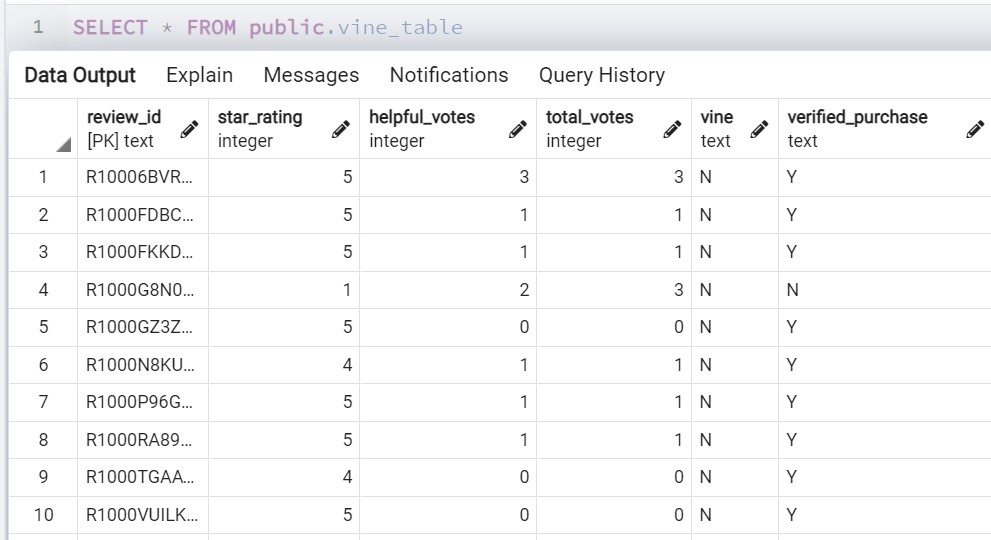 1 SELECT * FROM public.vine_table
Data Output Explain Messages Notifications Query History
review_id star_rating helpful_votes total_votes vine verified_purchase
[PK] text integer integer integer text text
1 R10006BVR... 5 3 3 N Y
2 R1000FDBC... 5 1 1 N Y
3 R1000FKKD... 5 1 1 N Y
4 R1000G8N0... 1 2 3 N N
5 R1000GZ3Z... 5 0 0 N Y
6 R1000N8KU... 4 1 1 N Y
7 R1000P96G... 5 1 1 N Y
8 R1000RA89... 5 1 1 N Y
9 R1000TGAA... 4 0 0 N Y
10 R1000VUILK... 5 0 0 N Y